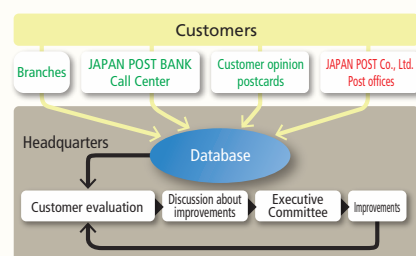 Customers
Branches
JAPAN POST BANK
Call Center
Customer opinion
postcards
JAPAN POST Co., Ltd.
Post offices
Headquarters
Database
Customer evaluation
Discussion about
improvements
Executive
Committee
Improvements